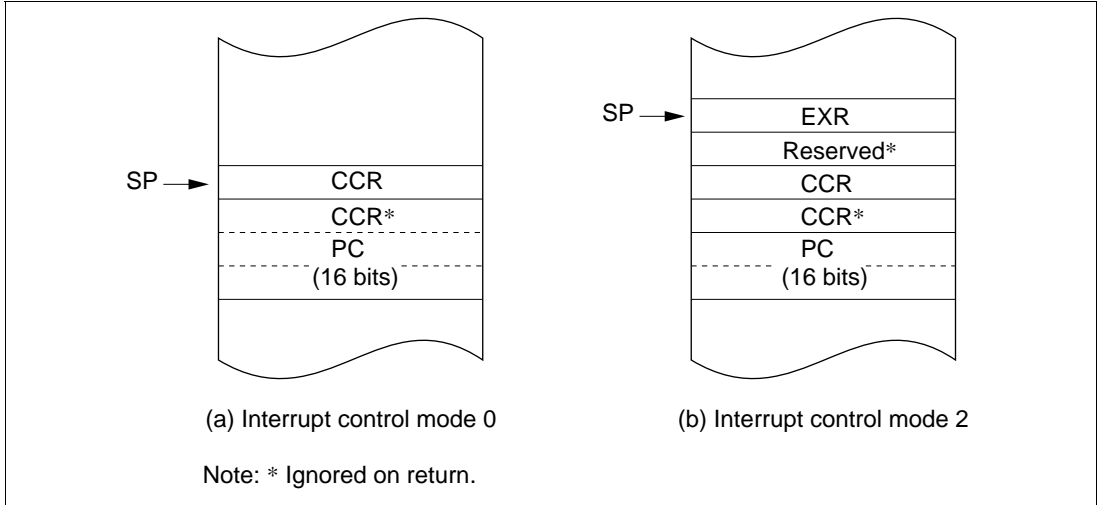 SP
CCR
CCR*
PC
(16 bits)
(a) Interrupt control mode 0
SP
EXR
Reserved*
CCR
CCR*
PC
(16 bits)
(b) Interrupt control mode 2
Note: * Ignored on return.